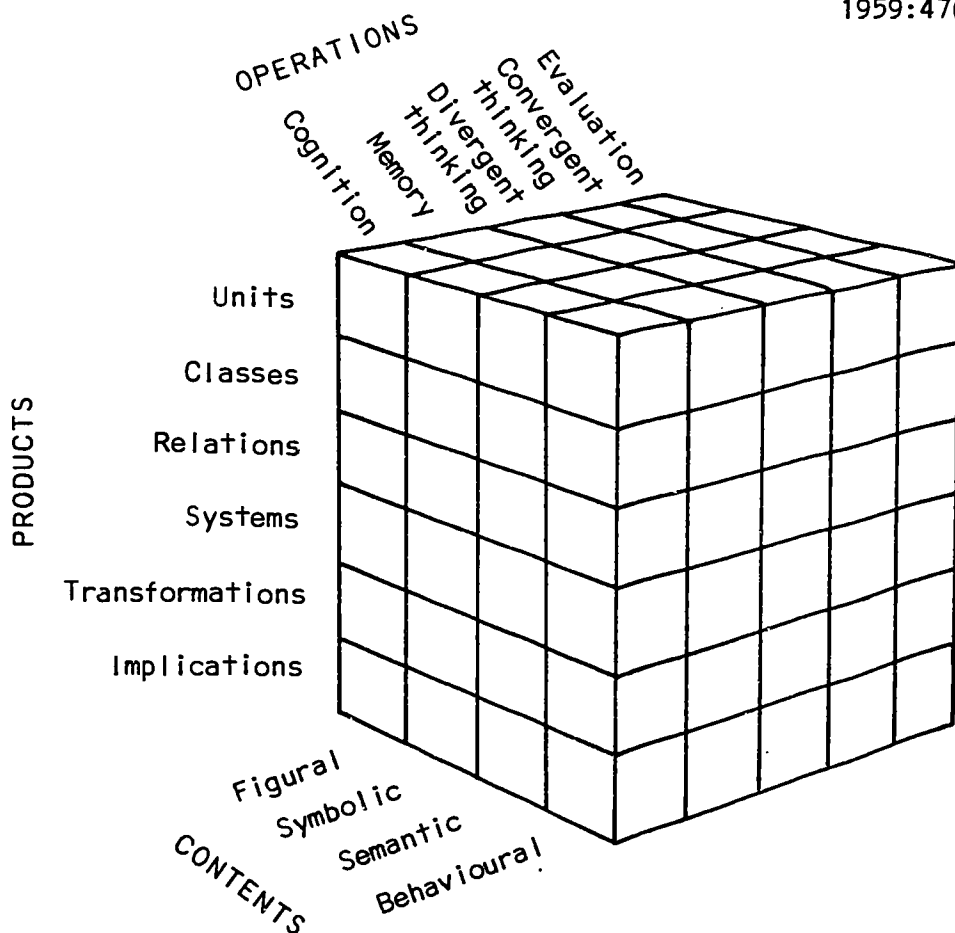 1959:47
OPERATIONS
Cognition
Memory
Divergent
thinking
Convergent
thinking
Evaluation
PRODUCTS
Units
Classes
Relations
Systems
Transformations
Implications
Figural
Symbolic
Semantic
Behavioural
CONTENTS